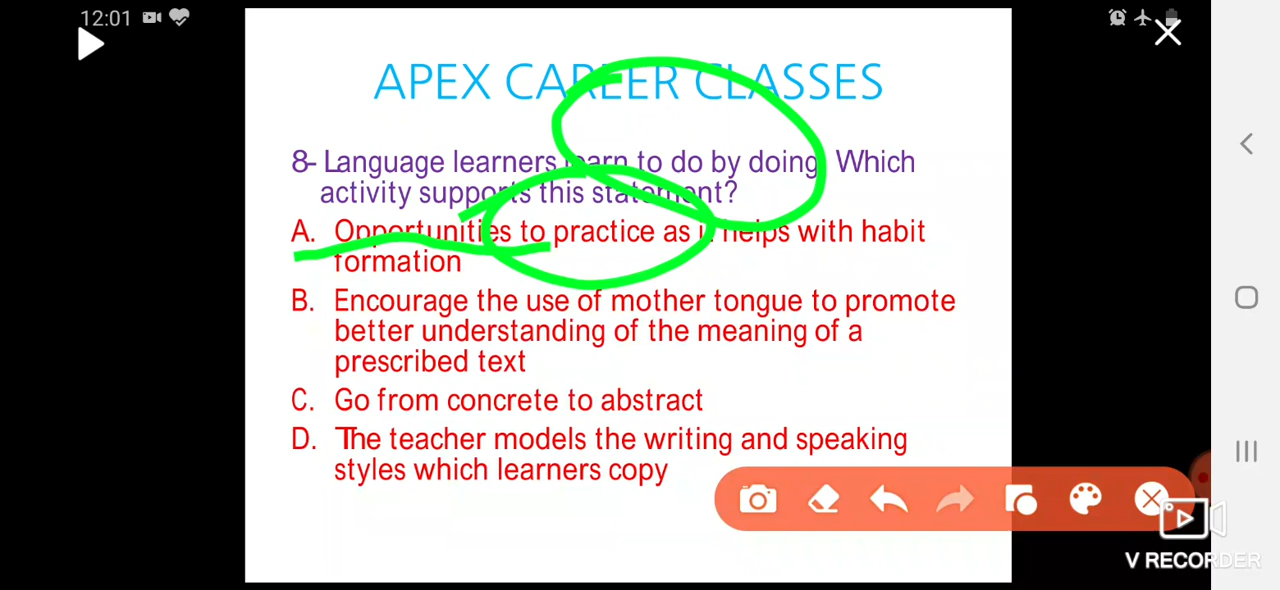 12:01
APEX CAREER CLASSES
8- Language learners learn to do by doing. Which
activity supports this statement?
A. Opportunities to practice as it helps with habit
formation
B. Encourage the use of mother tongue to promote
better understanding of the meaning of a
prescribed text
C. Go from concrete to abstract
D. The teacher models the writing and speaking
styles which learners copy
V RECORDER